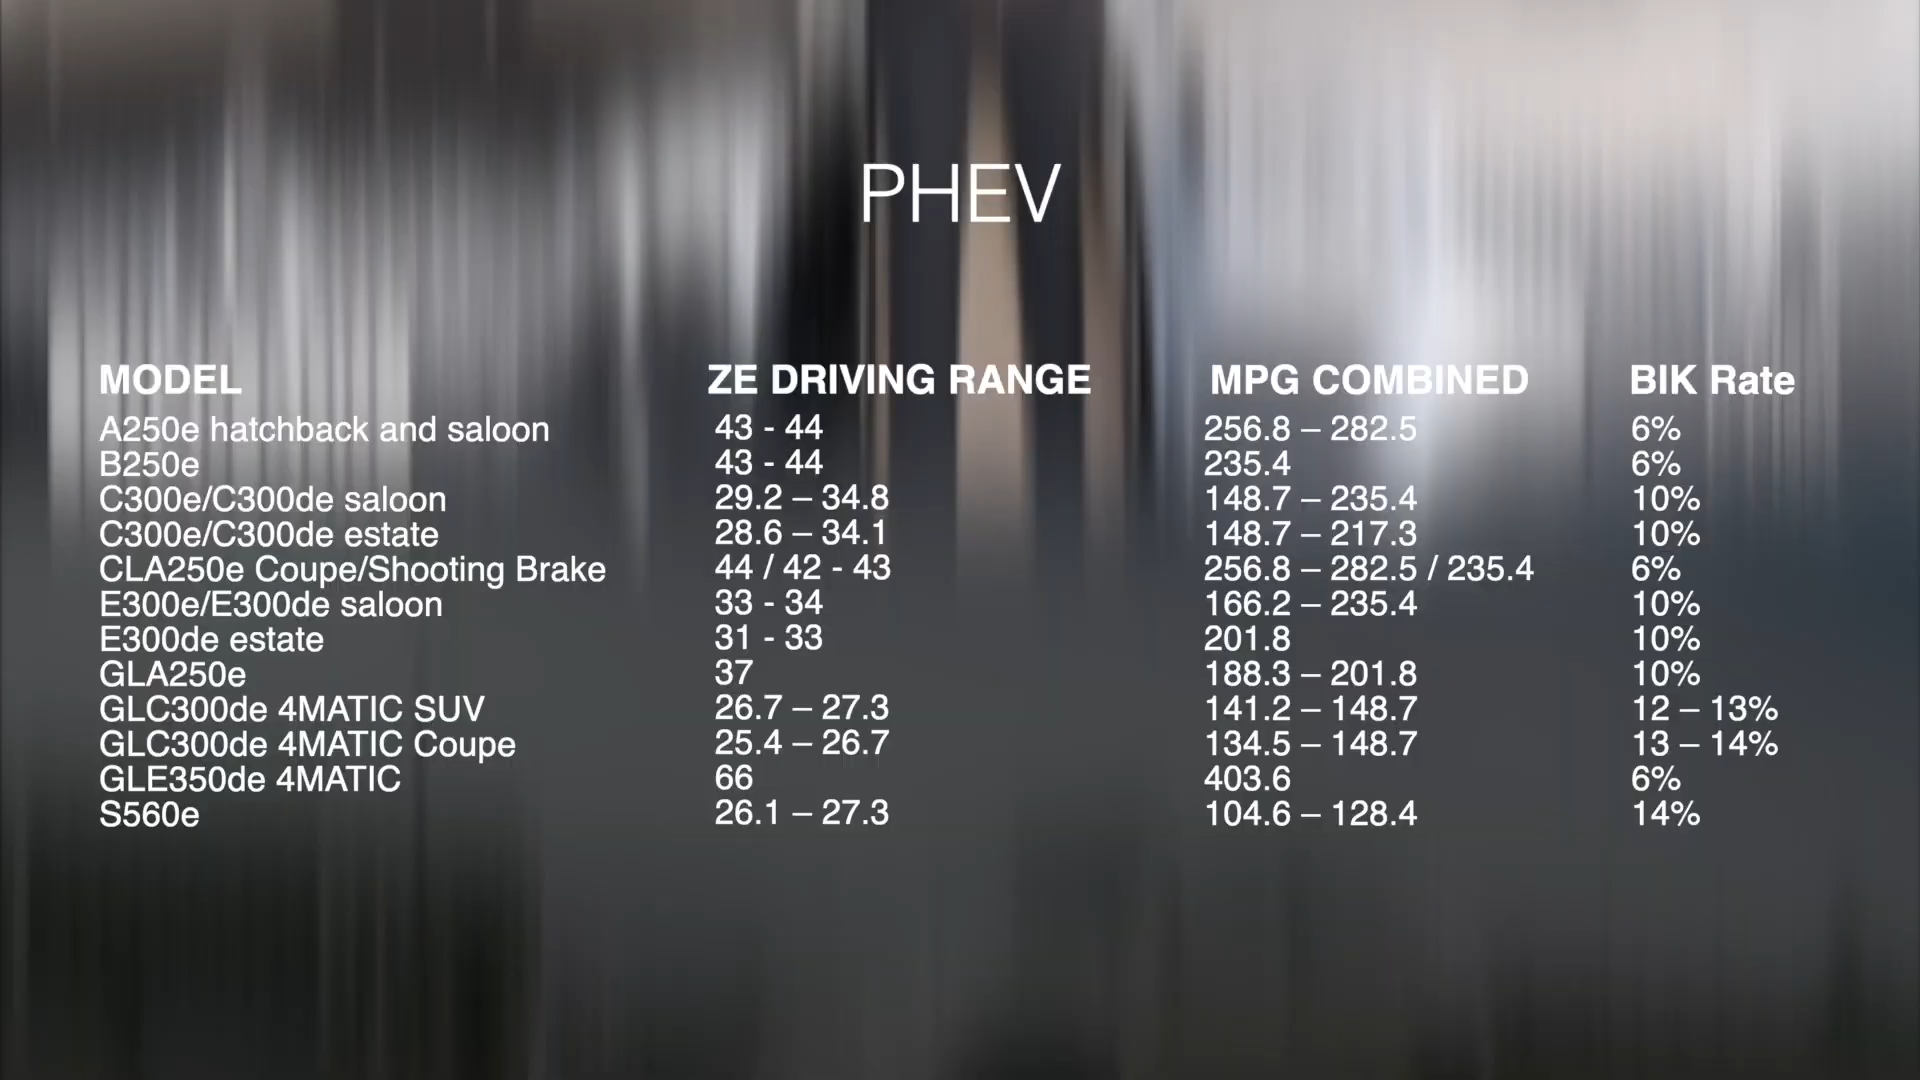 PHEV
MODEL ZE DRIVING RANGE MPG COMBINED BIK Rate
A250e hatchback and saloon 43 - 44 256.8 – 282.5 6%
B250e 43 - 44 235.4 6%
C300e/C300de saloon 29.2 – 34.8 148.7 – 235.4 10%
C300e/C300de estate 28.6 – 34.1 148.7 – 217.3 10%
CLA250e Coupe/Shooting Brake 44 / 42 - 43 256.8 – 282.5 / 235.4 6%
E300e/E300de saloon 33 - 34 166.2 – 235.4 10%
E300de estate 31 - 33 201.8 10%
GLA250e 37 188.3 – 201.8 10%
GLC300de 4MATIC SUV 26.7 – 27.3 141.2 – 148.7 12 – 13%
GLC300de 4MATIC Coupe 25.4 – 26.7 134.5 – 148.7 13 – 14%
GLE350de 4MATIC 66 403.6 6%
S560e 26.1 – 27.3 104.6 – 128.4 14%